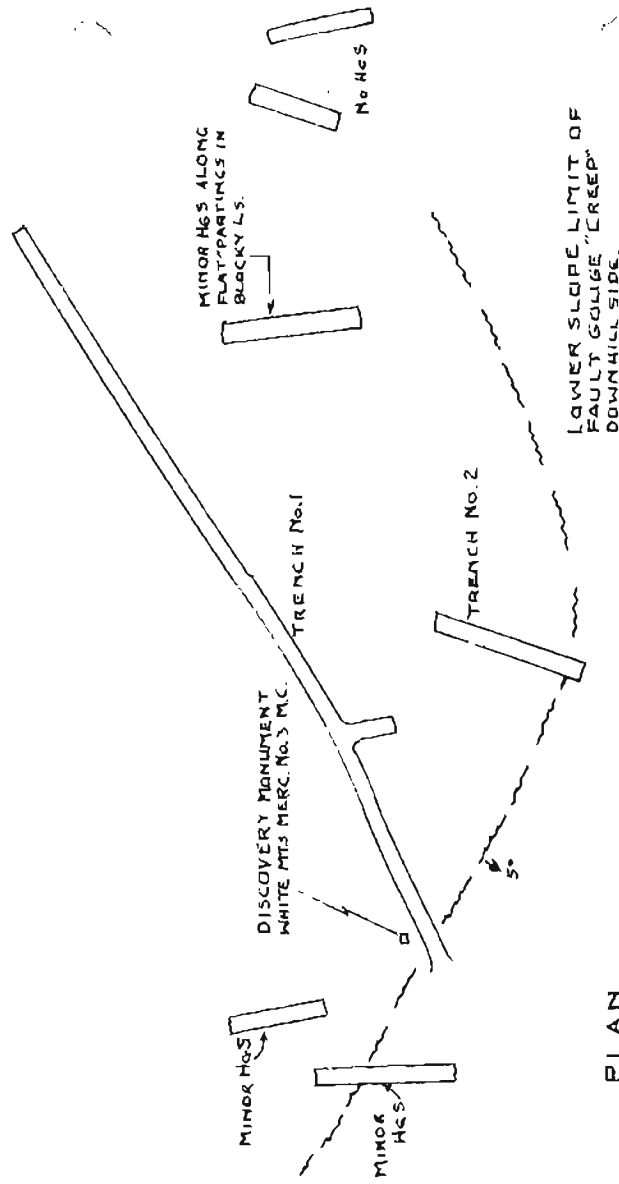 No HGS
MINOR HGS ALONG
FLAT "PARTINGS IN
BLOCKY LS.
LOWER SLOPE LIMIT OF
FAULT GOUGE "CREEP"
DOWNHILL SIDE.
TRENCH No.1
TRENCH No.2
DISCOVERY MONUMENT
WHITE MTS MERC. No.3 M.C.
5°
MINOR HGS
MINOR
HGS
PLAN